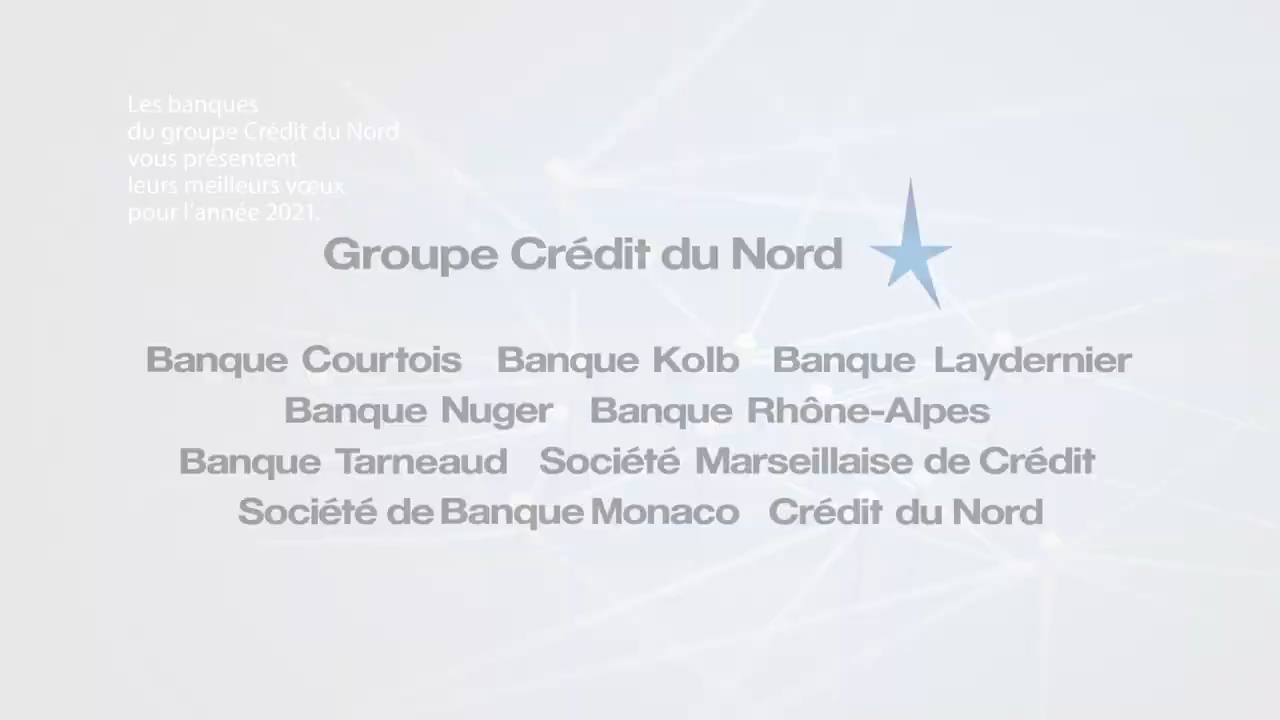 Les banques
du groupe Crédit du Nord
vous présentent
leurs meilleurs vœux
pour l'année 2021.
Groupe Crédit du Nord
Banque Courtois Banque Kolb Banque Laydernier
Banque Nuger Banque Rhône-Alpes
Banque Tarneaud Société Marseillaise de Crédit
Société de Banque Monaco Crédit du Nord